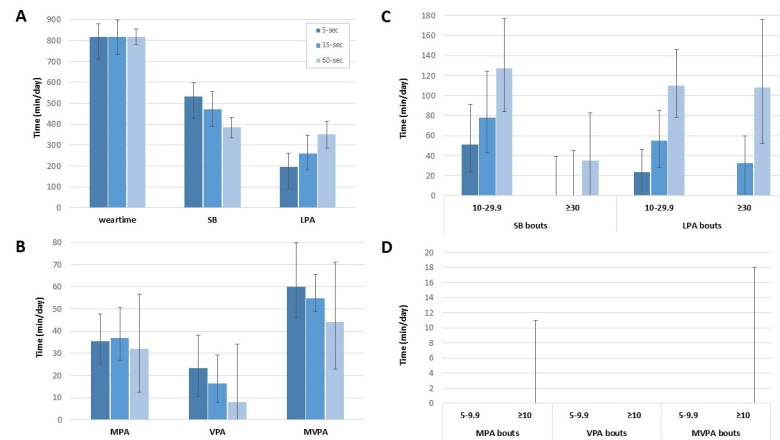 A
900
800
700
600
500
400
300
200
100
0
Time (min/day)
5-sec
15-sec
60-sec
weartime SB LPA
B
80
70
60
50
40
30
20
10
0
Time (min/day)
MPA VPA MVPA
C
180
160
140
120
100
80
60
40
20
0
Time (min/day)
10-29.9 ≥30 10-29.9 ≥30
SB bouts LPA bouts
D
20
18
16
14
12
10
8
6
4
2
0
Time (min/day)
5-9.9 ≥10 5-9.9 ≥10 5-9.9 ≥10
MPA bouts VPA bouts MVPA bouts